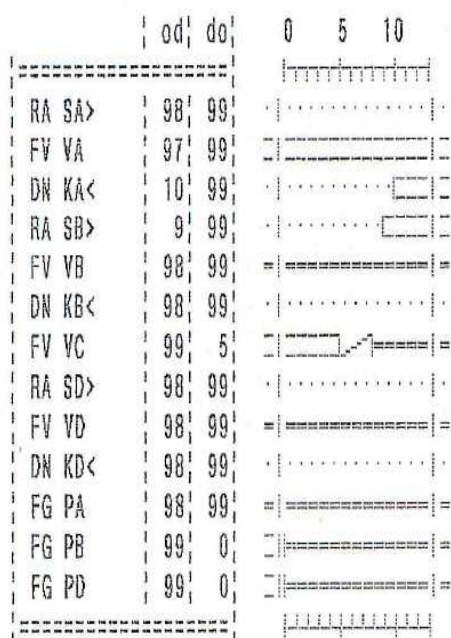 od do 0 5 10
RA SA> 98 99
FV VA 97 99
DN KA< 10 99
RA SB> 9 99
FV VB 98 99
DN KB< 98 99
FV VC 99 5
RA SD> 98 99
FV VD 98 99
DN KD< 98 99
FG PA 98 99
FG PB 99 0
FG PD 99 0